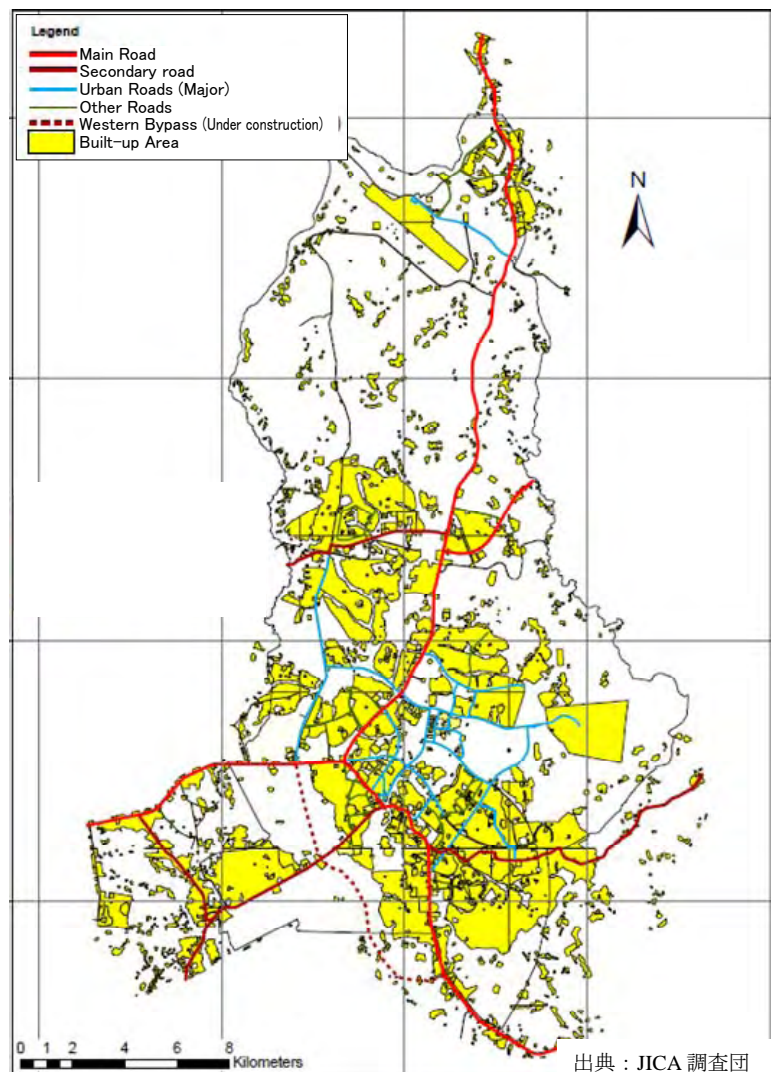 Legend
Main Road
Secondary road
Urban Roads (Major)
Other Roads
Western Bypass (Under construction)
Built-up Area
N
0 1 2 4 6 8
Kilometers
出典：JICA 調査団